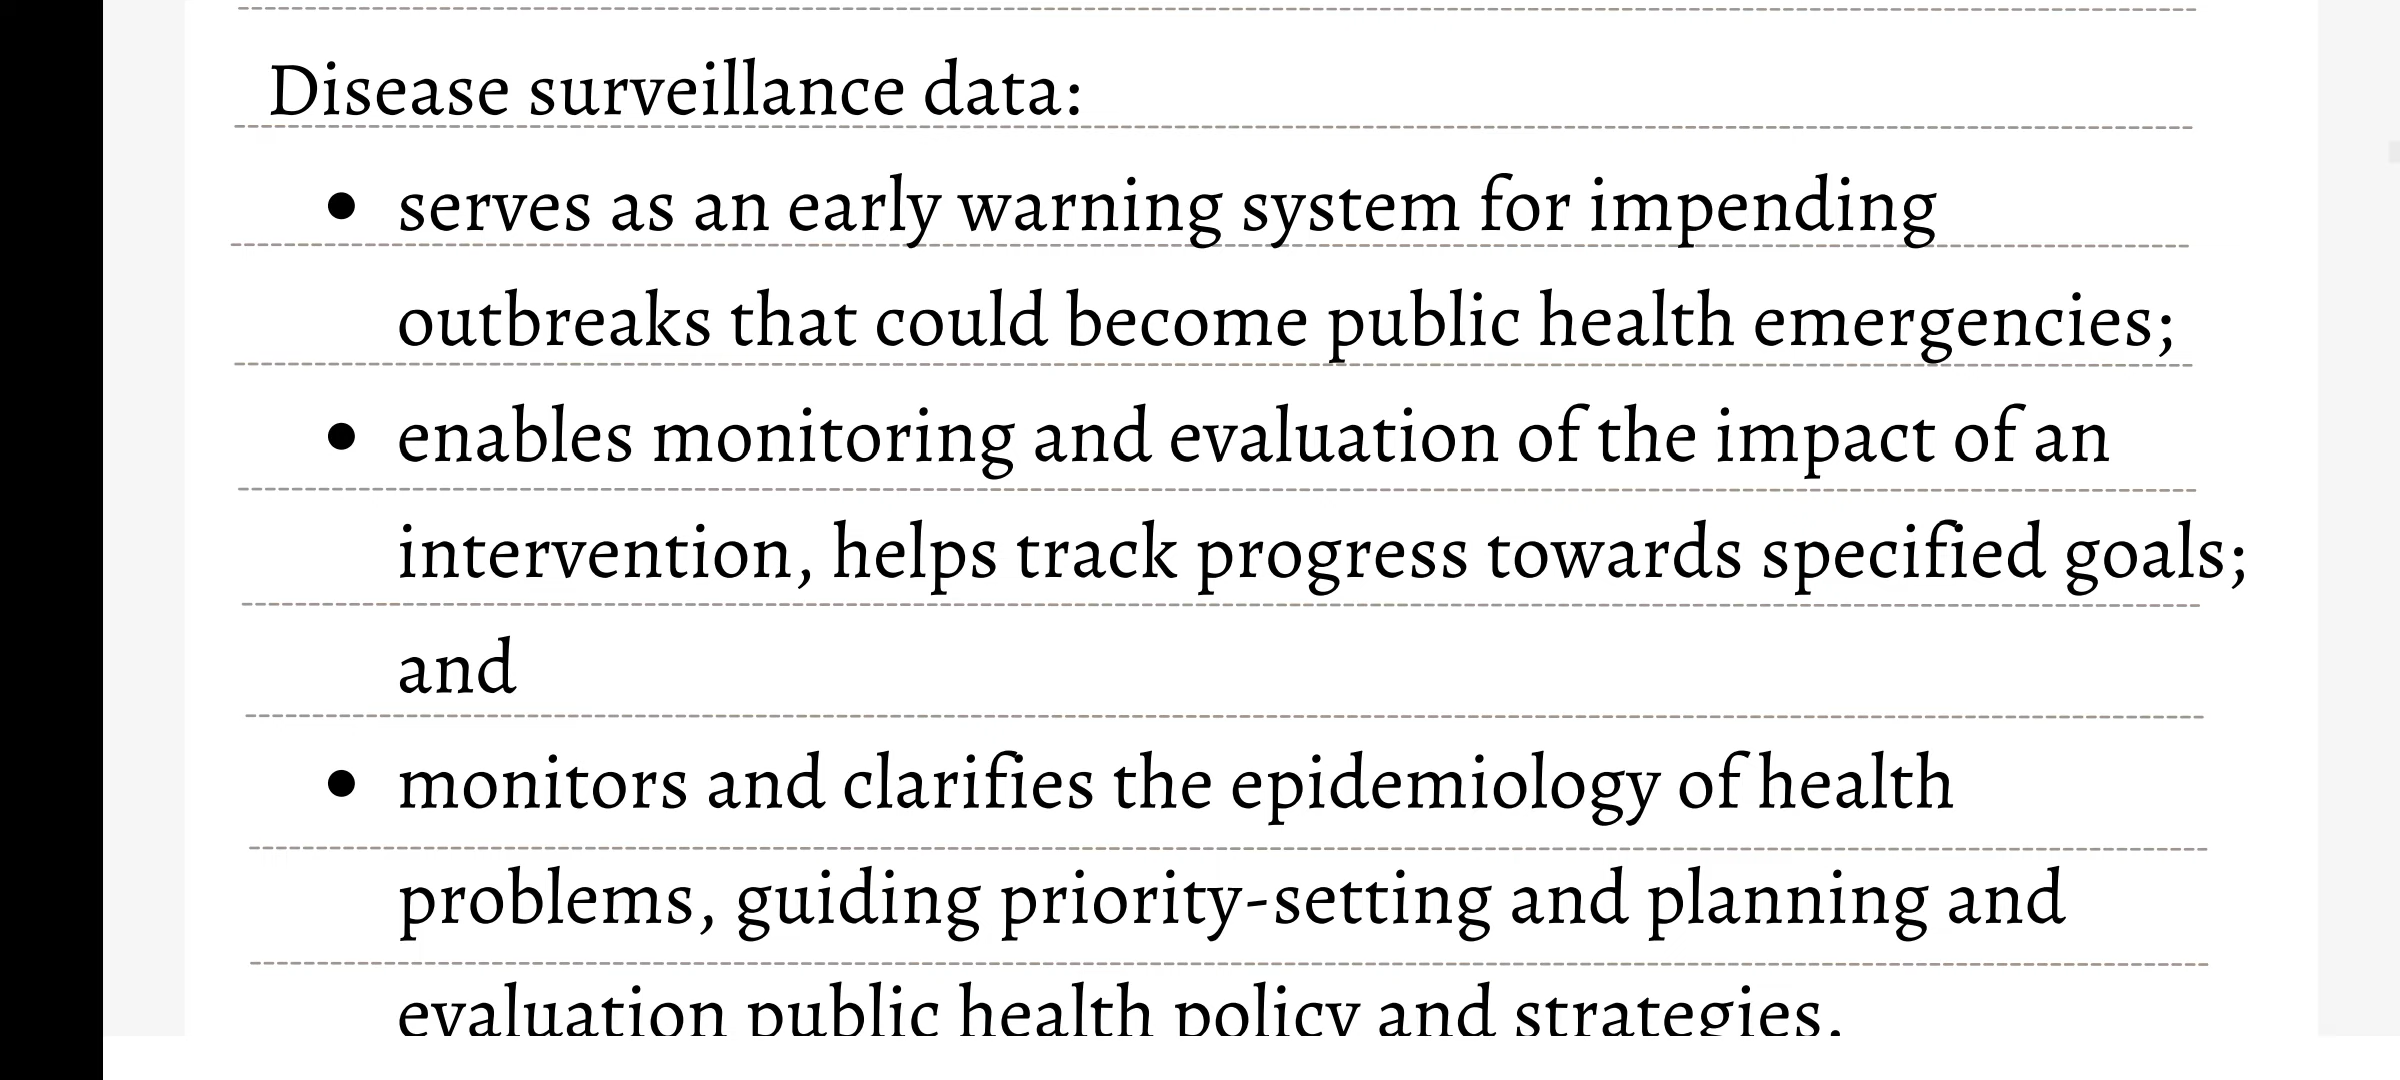 Disease surveillance data:
• serves as an early warning system for impending
outbreaks that could become public health emergencies;
• enables monitoring and evaluation of the impact of an
intervention, helps track progress towards specified goals;
and
• monitors and clarifies the epidemiology of health
problems, guiding priority-setting and planning and
evaluation public health policy and strategies.